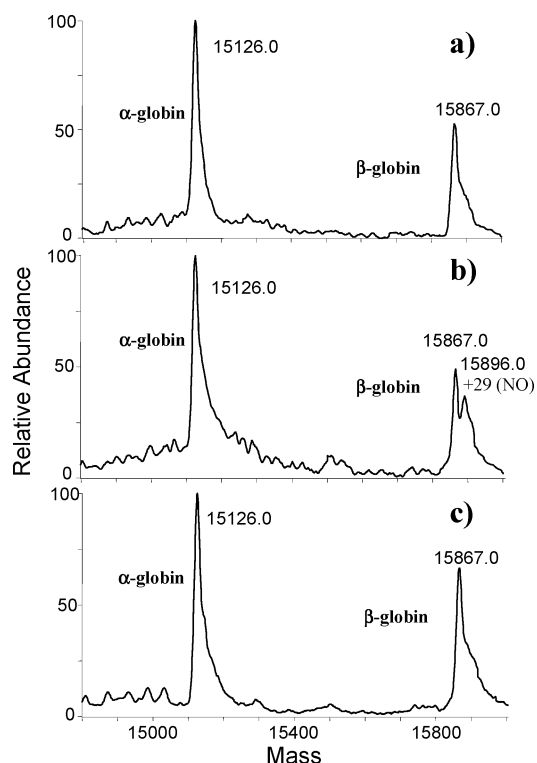 100
50
0
α-globin
15126.0
a)
15867.0
β-globin
100
50
0
α-globin
15126.0
b)
15867.0
15896.0
+29 (NO)
β-globin
100
50
0
α-globin
15126.0
c)
15867.0
β-globin
15000 15400 15800
Mass
Relative Abundance